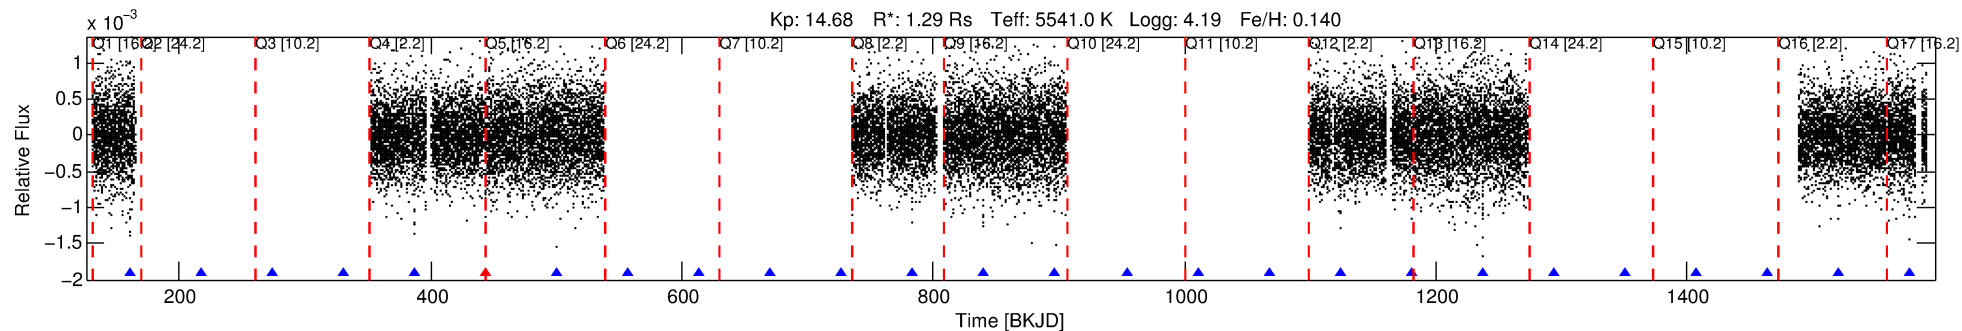 Kp: 14.68 R*: 1.29 Rs Teff: 5541.0 K Logg: 4.19 Fe/H: 0.140
x 10⁻³
Q1 [16.2] Q2 [24.2] Q3 [10.2] Q4 [2.2] Q5 [16.2] Q6 [24.2] Q7 [10.2] Q8 [2.2] Q9 [16.2] Q10 [24.2] Q11 [10.2] Q12 [2.2] Q13 [16.2] Q14 [24.2] Q15 [10.2] Q16 [2.2] Q17 [16.2]
1
0.5
0
−0.5
−1
−1.5
−2
Relative Flux
200 400 600 800 1000 1200 1400
Time [BKJD]